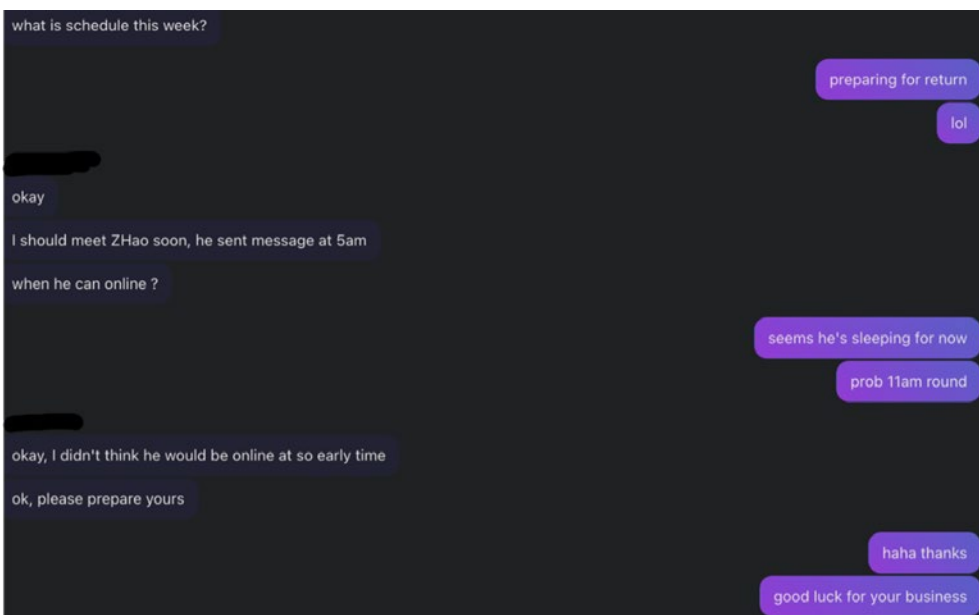 what is schedule this week?
preparing for return
lol
okay
I should meet ZHao soon, he sent message at 5am
when he can online ?
seems he's sleeping for now
prob 11am round
okay, I didn't think he would be online at so early time
ok, please prepare yours
haha thanks
good luck for your business